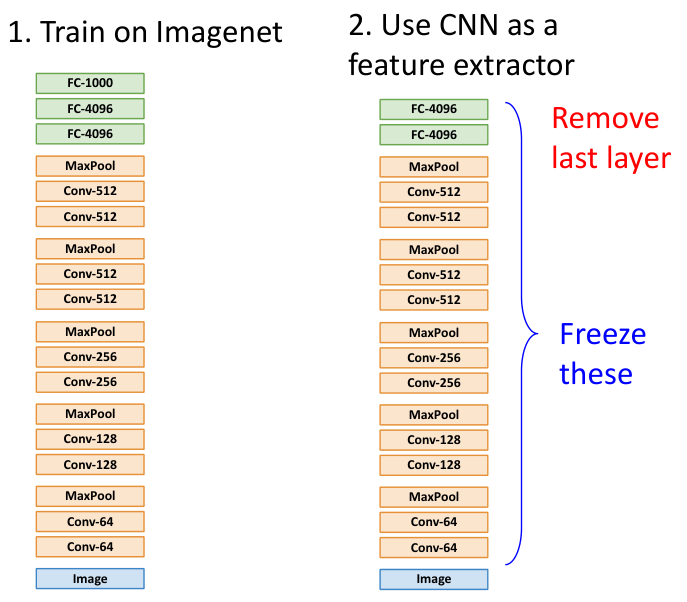 1. Train on Imagenet
FC-1000
FC-4096
FC-4096
MaxPool
Conv-512
Conv-512
MaxPool
Conv-512
Conv-512
MaxPool
Conv-256
Conv-256
MaxPool
Conv-128
Conv-128
MaxPool
Conv-64
Conv-64
Image
2. Use CNN as a
feature extractor
FC-4096
FC-4096
MaxPool
Conv-512
Conv-512
MaxPool
Conv-512
Conv-512
MaxPool
Conv-256
Conv-256
MaxPool
Conv-128
Conv-128
MaxPool
Conv-64
Conv-64
Image
Remove
last layer
Freeze
these